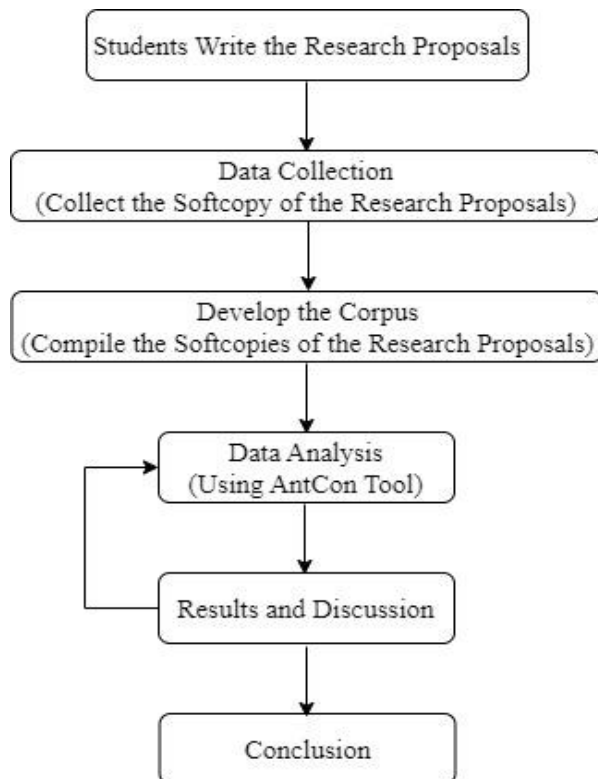 Students Write the Research Proposals
Data Collection
(Collect the Softcopy of the Research Proposals)
Develop the Corpus
(Compile the Softcopies of the Research Proposals)
Data Analysis
(Using AntCon Tool)
Results and Discussion
Conclusion